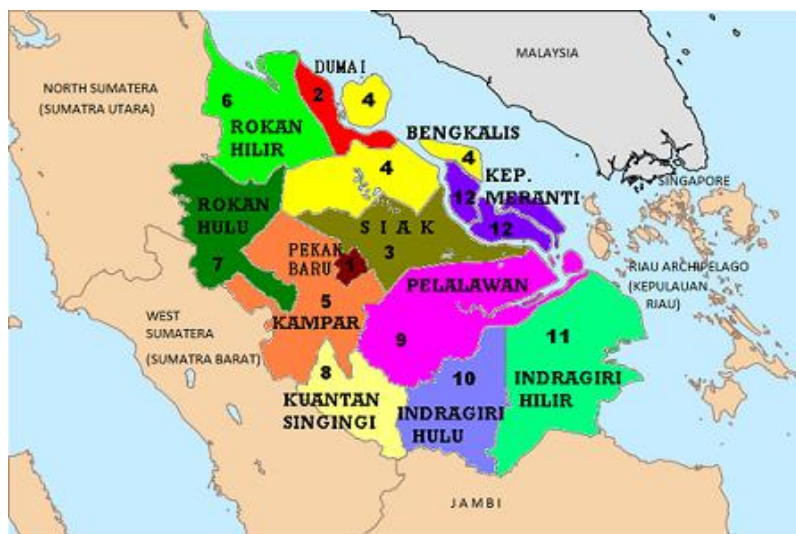 MALAYSIA
DUMAI
NORTH SUMATERA
(SUMATRA UTARA)
6
2
4
ROKAN
HILIR
BENGKALIS
4
4
KEP.
MERANTI
12
12
SINGAPORE
ROKAN
HULU
7
SIAK
3
PEKAN
BARU
1
PELALAWAN
9
RIAU ARCHIPELAGO
(KEPULAUAN
RIAU)
5
KAMPAR
WEST
SUMATERA
(SUMATRA BARAT)
11
INDRAGIRI
HILIR
8
KUANTAN
SINGINGI
10
INDRAGIRI
HULU
JAMBI